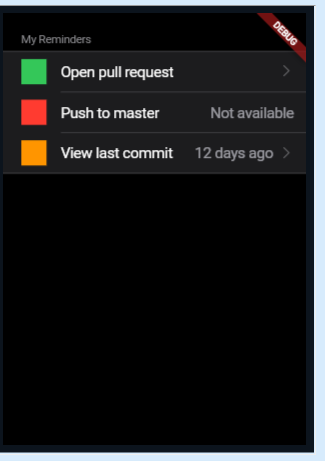 DEBUG
My Reminders
Open pull request
Push to master Not available
View last commit 12 days ago